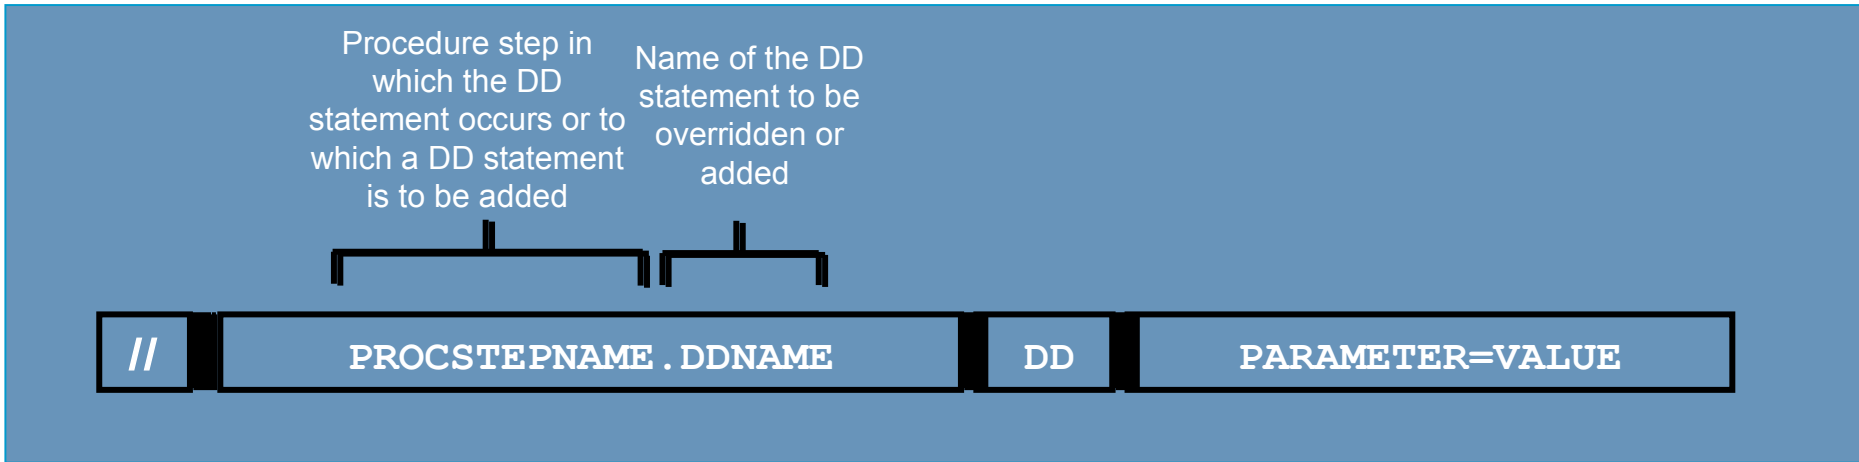 Procedure step in
which the DD
statement occurs or to
which a DD statement
is to be added
Name of the DD
statement to be
overridden or
added
// PROCSTEPNAME.DDNAME DD PARAMETER=VALUE